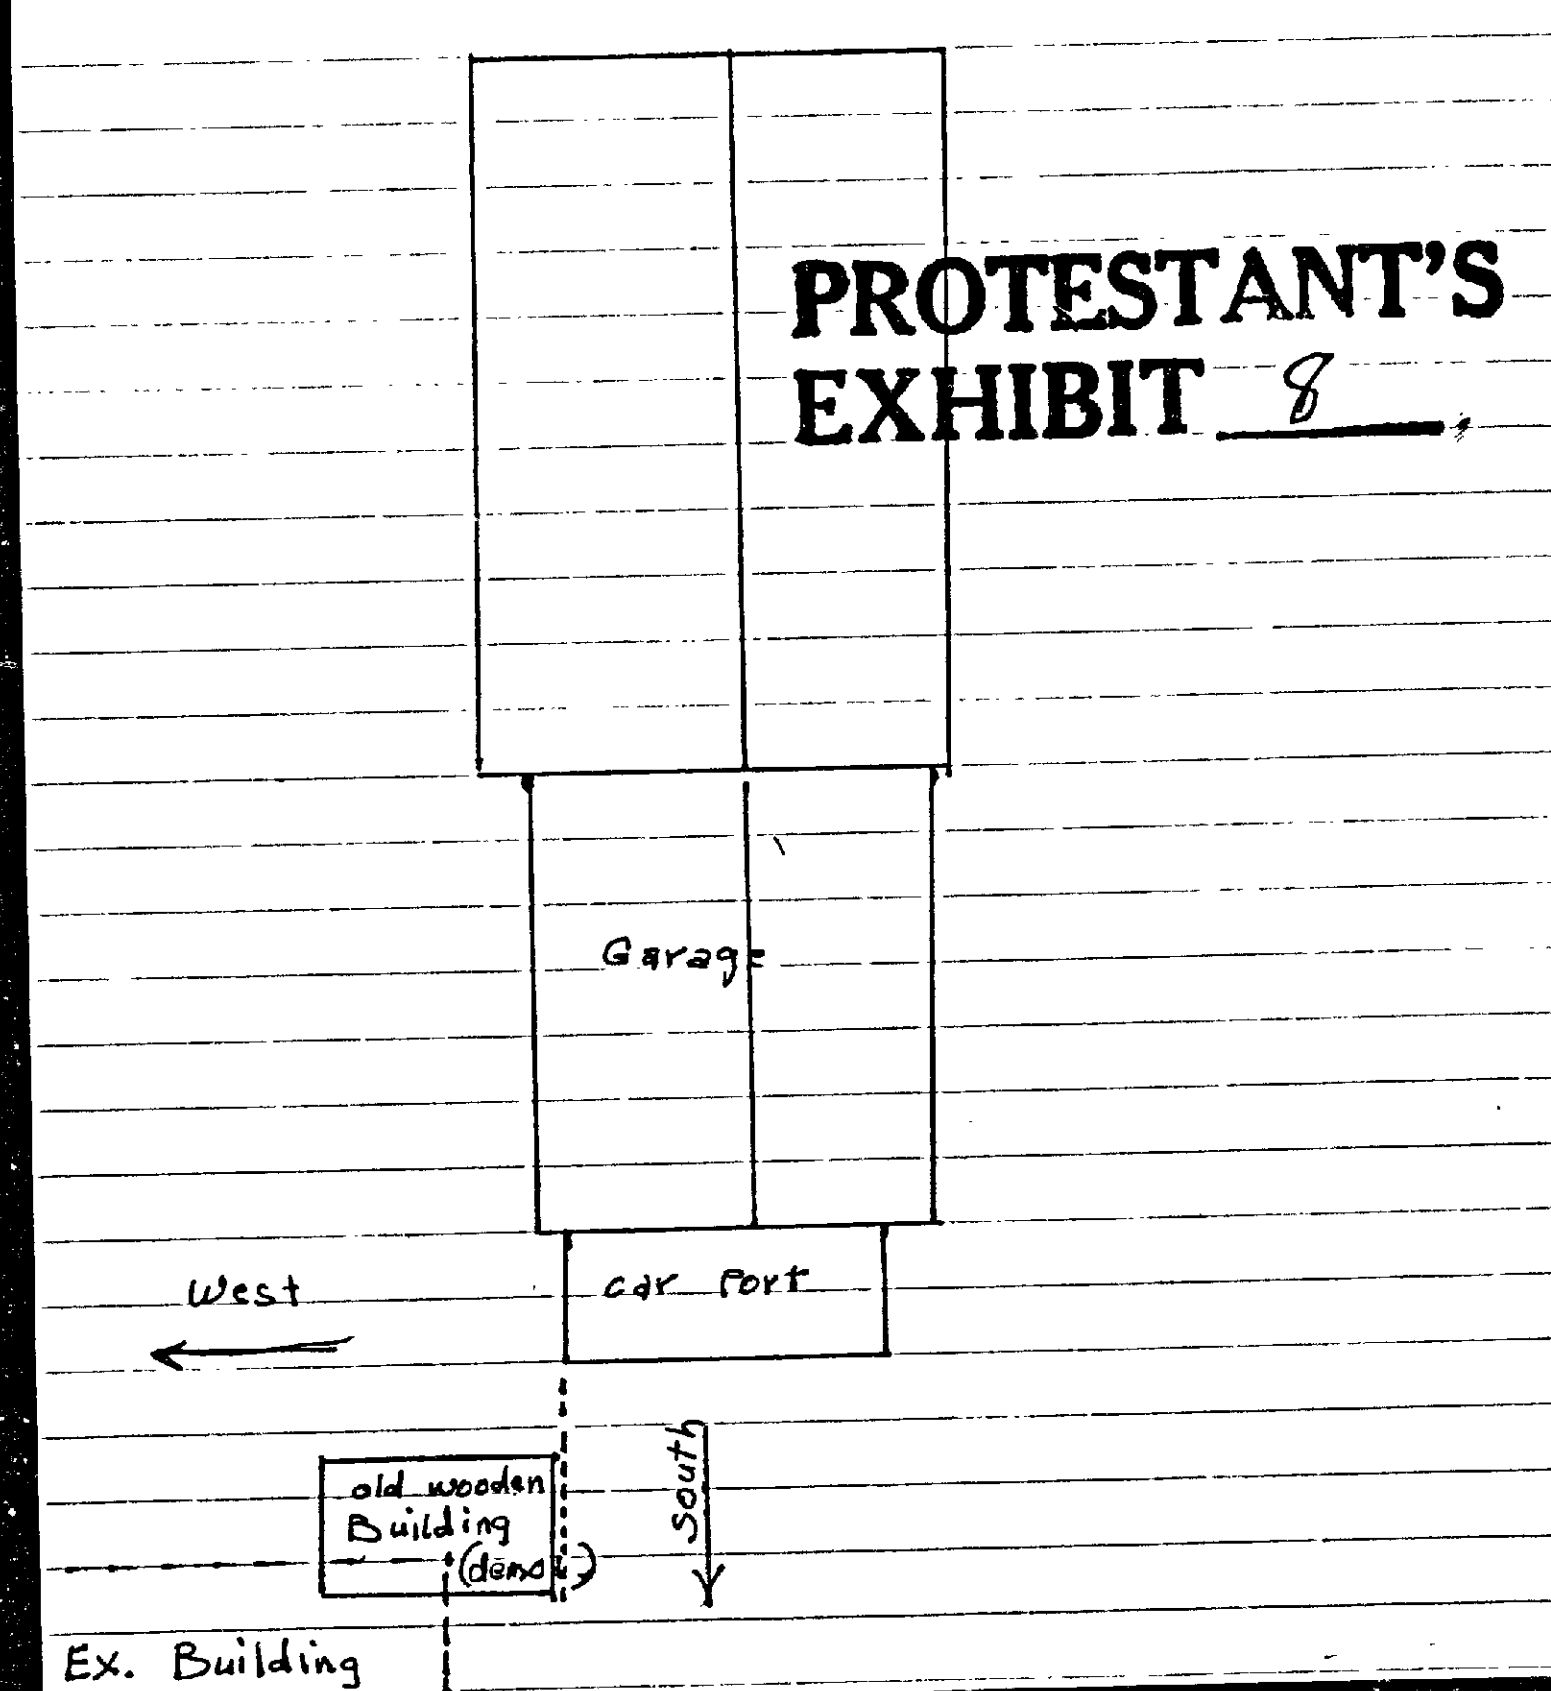 PROTESTANT'S
EXHIBIT 8
Garage
car Port
West
South
old wooden
Building
(demo)
Ex. Building